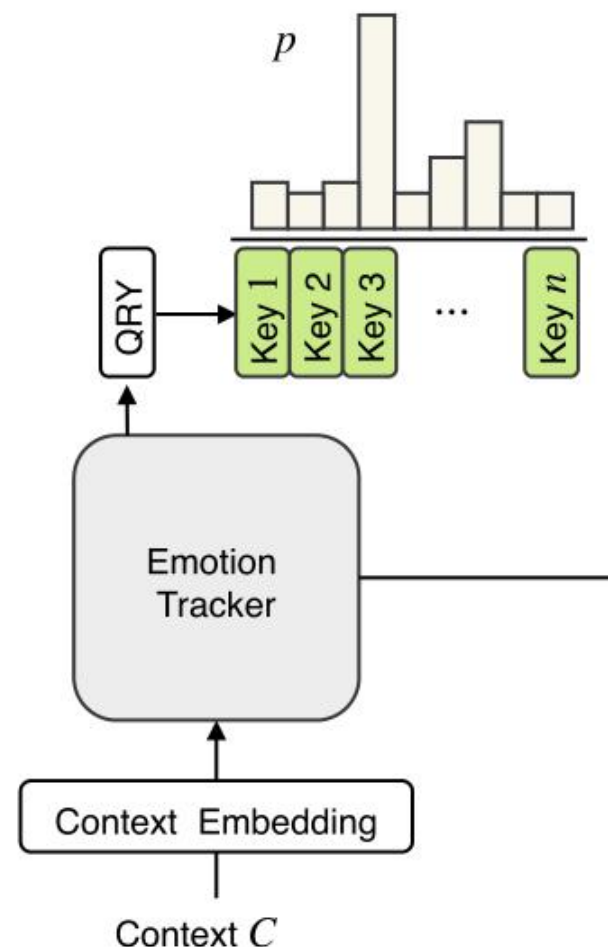 p
QRY
Key 1
Key 2
Key 3
...
Key n
Emotion
Tracker
Context Embedding
Context C